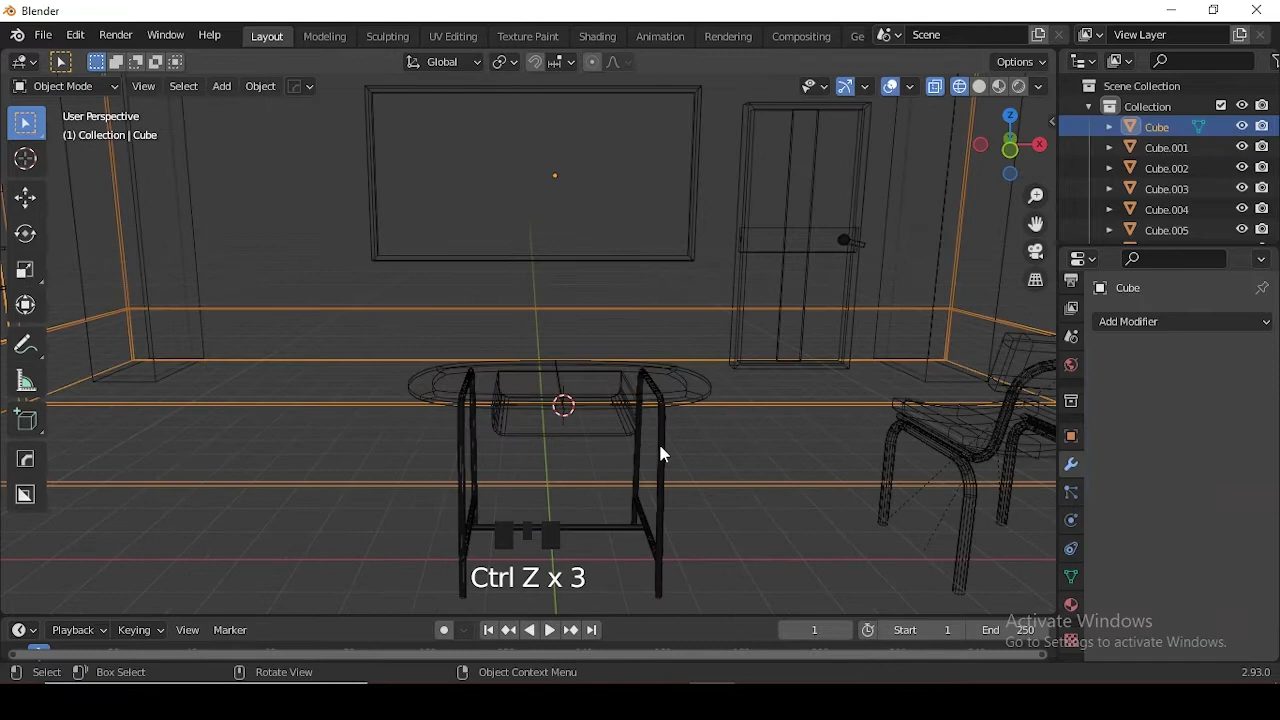 Blender
File Edit Render Window Help Layout Modeling Sculpting UV Editing Texture Paint Shading Animation Rendering Compositing Ge Scene View Layer
Global Options
Object Mode View Select Add Object
User Perspective
(1) Collection | Cube
Z
X
Scene Collection
Collection
Cube
Cube.001
Cube.002
Cube.003
Cube.004
Cube.005
Cube
Add Modifier
Ctrl Z x 3
Playback Keying View Marker 1 Start 1 End 250
Activate Windows
Go to Settings to activate Windows.
Select Box Select Rotate View Object Context Menu 2.93.0